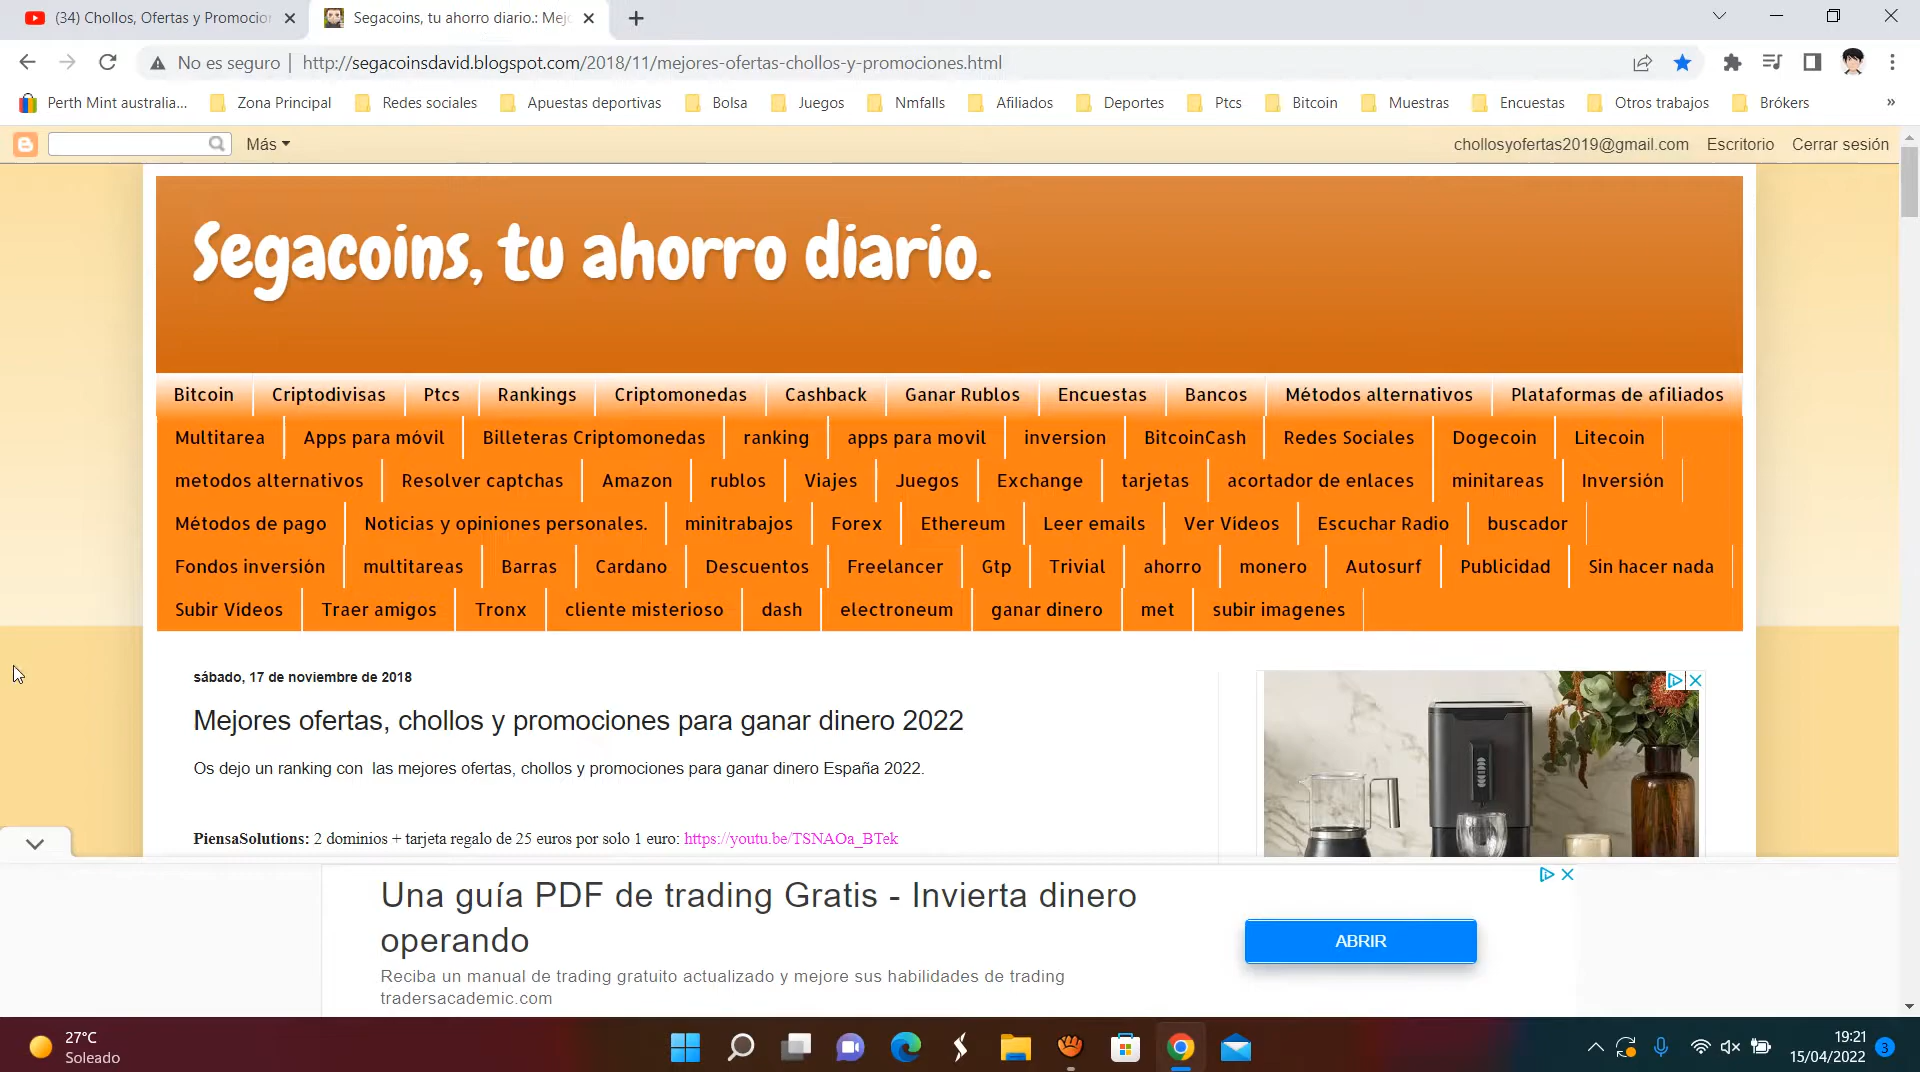 (34) Chollos, Ofertas y Promocion
Segacoins, tu ahorro diario.: Mejo
No es seguro | http://segacoinsdavid.blogspot.com/2018/11/mejores-ofertas-chollos-y-promociones.html
Perth Mint australia... Zona Principal Redes sociales Apuestas deportivas Bolsa Juegos Nmfalls Afiliados Deportes Ptcs Bitcoin Muestras Encuestas Otros trabajos Brókers »
Más chollosyofertas2019@gmail.com Escritorio Cerrar sesión
Segacoins, tu ahorro diario.
Bitcoin Criptodivisas Ptcs Rankings Criptomonedas Cashback Ganar Rublos Encuestas Bancos Métodos alternativos Plataformas de afiliados
Multitarea Apps para móvil Billeteras Criptomonedas ranking apps para movil inversion BitcoinCash Redes Sociales Dogecoin Litecoin
metodos alternativos Resolver captchas Amazon rublos Viajes Juegos Exchange tarjetas acortador de enlaces minitareas Inversión
Métodos de pago Noticias y opiniones personales. minitrabajos Forex Ethereum Leer emails Ver Vídeos Escuchar Radio buscador
Fondos inversión multitareas Barras Cardano Descuentos Freelancer Gtp Trivial ahorro monero Autosurf Publicidad Sin hacer nada
Subir Vídeos Traer amigos Tronx cliente misterioso dash electroneum ganar dinero met subir imagenes
sábado, 17 de noviembre de 2018
Mejores ofertas, chollos y promociones para ganar dinero 2022
Os dejo un ranking con las mejores ofertas, chollos y promociones para ganar dinero España 2022.
PiensaSolutions: 2 dominios + tarjeta regalo de 25 euros por solo 1 euro: https://youtu.be/TSNAOa_BTek
Una guía PDF de trading Gratis - Invierta dinero
operando
Reciba un manual de trading gratuito actualizado y mejore sus habilidades de trading
tradersacademic.com
ABRIR
27°C
Soleado
19:21
15/04/2022
3